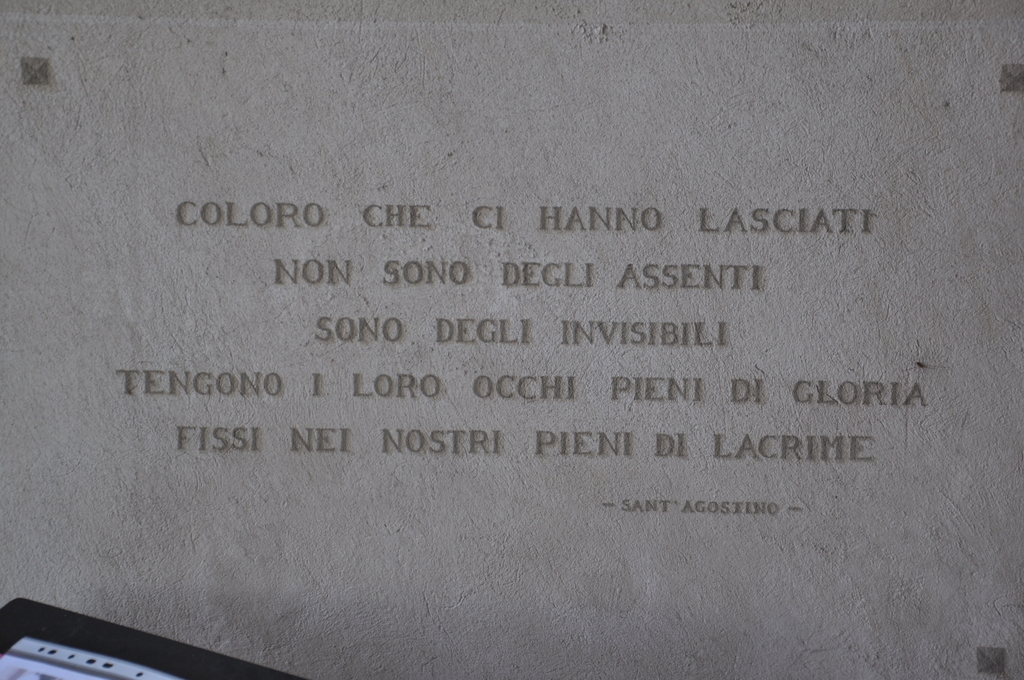 COLORO CHE CI HANNO LASCIATI
NON SONO DEGLI ASSENTI
SONO DEGLI INVISIBILI
TENGONO I LORO OCCHI PIENI DI GLORIA
FISSI NEI NOSTRI PIENI DI LACRIME
– SANT'AGOSTINO –